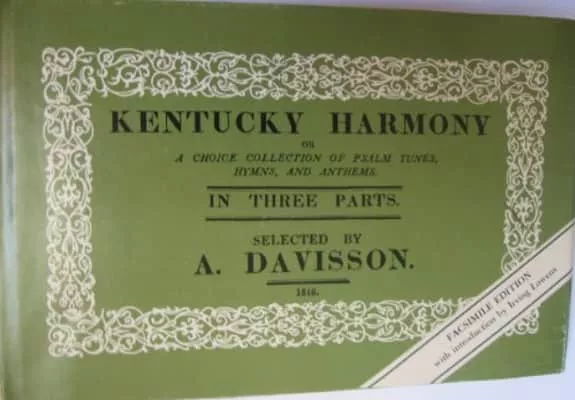 KENTUCKY HARMONY
OR
A CHOICE COLLECTION OF PSALM TUNES,
HYMNS, AND ANTHEMS.
IN THREE PARTS.
SELECTED BY
A. DAVISSON.
1816.
FACSIMILE EDITION
with introduction by Irving Lowens